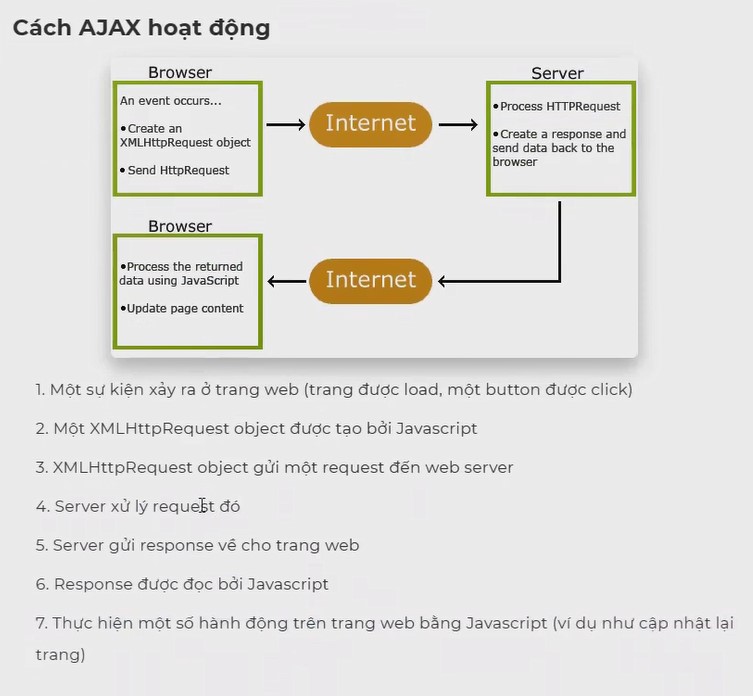 Cách AJAX hoạt động
Browser
An event occurs...
•Create an
XMLHttpRequest object
•Send HttpRequest
Internet
Server
•Process HTTPRequest
•Create a response and
send data back to the
browser
Browser
•Process the returned
data using JavaScript
•Update page content
Internet
1. Một sự kiện xảy ra ở trang web (trang được load, một button được click)
2. Một XMLHttpRequest object được tạo bởi Javascript
3. XMLHttpRequest object gửi một request đến web server
4. Server xử lý request đó
5. Server gửi response về cho trang web
6. Response được đọc bởi Javascript
7. Thực hiện một số hành động trên trang web bằng Javascript (ví dụ như cập nhật lại
trang)